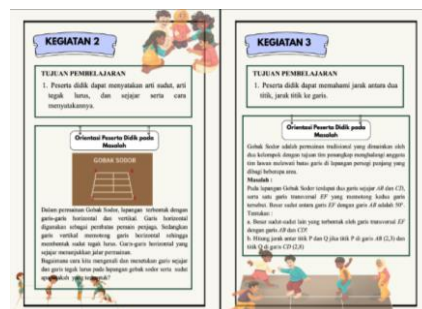 KEGIATAN 2
TUJUAN PEMBELAJARAN
1. Peserta didik dapat menyatakan arti sudut, arti
tegak lurus, dan sejajar serta cara
menyatakannya.
Orientasi Peserta Didik pada
Masalah
GOBAK SODOR
Dalam permainan Gobak Sodor, lapangan terbentuk dengan
garis-garis horizontal dan vertikal. Garis horizontal
digunakan sebagai pembatas pemain penjaga. Sedangkan
garis vertikal memotong garis horizontal sehingga
membentuk sudut tegak lurus. Garis-garis horizontal yang
sejajar menunjukkan jalur permainan.
Bagaimana cara kita mengenali dan menentukan garis sejajar
dan garis tegak lurus pada lapangan gobak sodor serta sudut
yang terbentuk?
KEGIATAN 3
TUJUAN PEMBELAJARAN
1. Peserta didik dapat memahami jarak antara dua
titik, jarak titik ke garis.
Orientasi Peserta Didik pada
Masalah
Gobak Sodor adalah permainan tradisional yang dimainkan oleh
dua kelompok dengan tujuan tim penangkap menghalangi anggota
tim lawan melewati batas garis di lapangan persegi panjang yang
dibagi beberapa area.
Masalah :
Pada lapangan Gobak Sodor terdapat dua garis sejajar AB dan CD,
serta satu garis transversal EF yang memotong kedua garis
tersebut. Besar sudut antara garis EF dengan garis AB adalah 50°.
Tentukan :
a. Besar sudut-sudut lain yang terbentuk oleh garis transversal EF
dengan garis AB dan CD?
b. Hitung jarak antar titik P dan Q jika titik P di garis AB (2,3) dan
titik Q di garis CD (2,8)